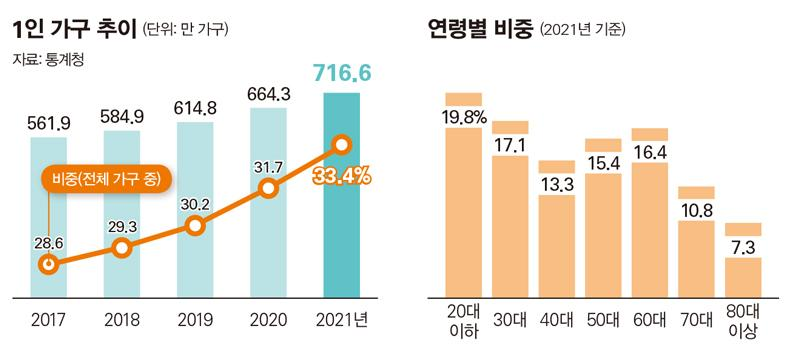 1인 가구 추이 (단위: 만 가구)
자료: 통계청
561.9 584.9 614.8 664.3 716.6
비중(전체 가구 중)
28.6 29.3 30.2 31.7 33.4%
2017 2018 2019 2020 2021년
연령별 비중 (2021년 기준)
19.8% 17.1 13.3 15.4 16.4 10.8 7.3
20대 이하 30대 40대 50대 60대 70대 80대 이상